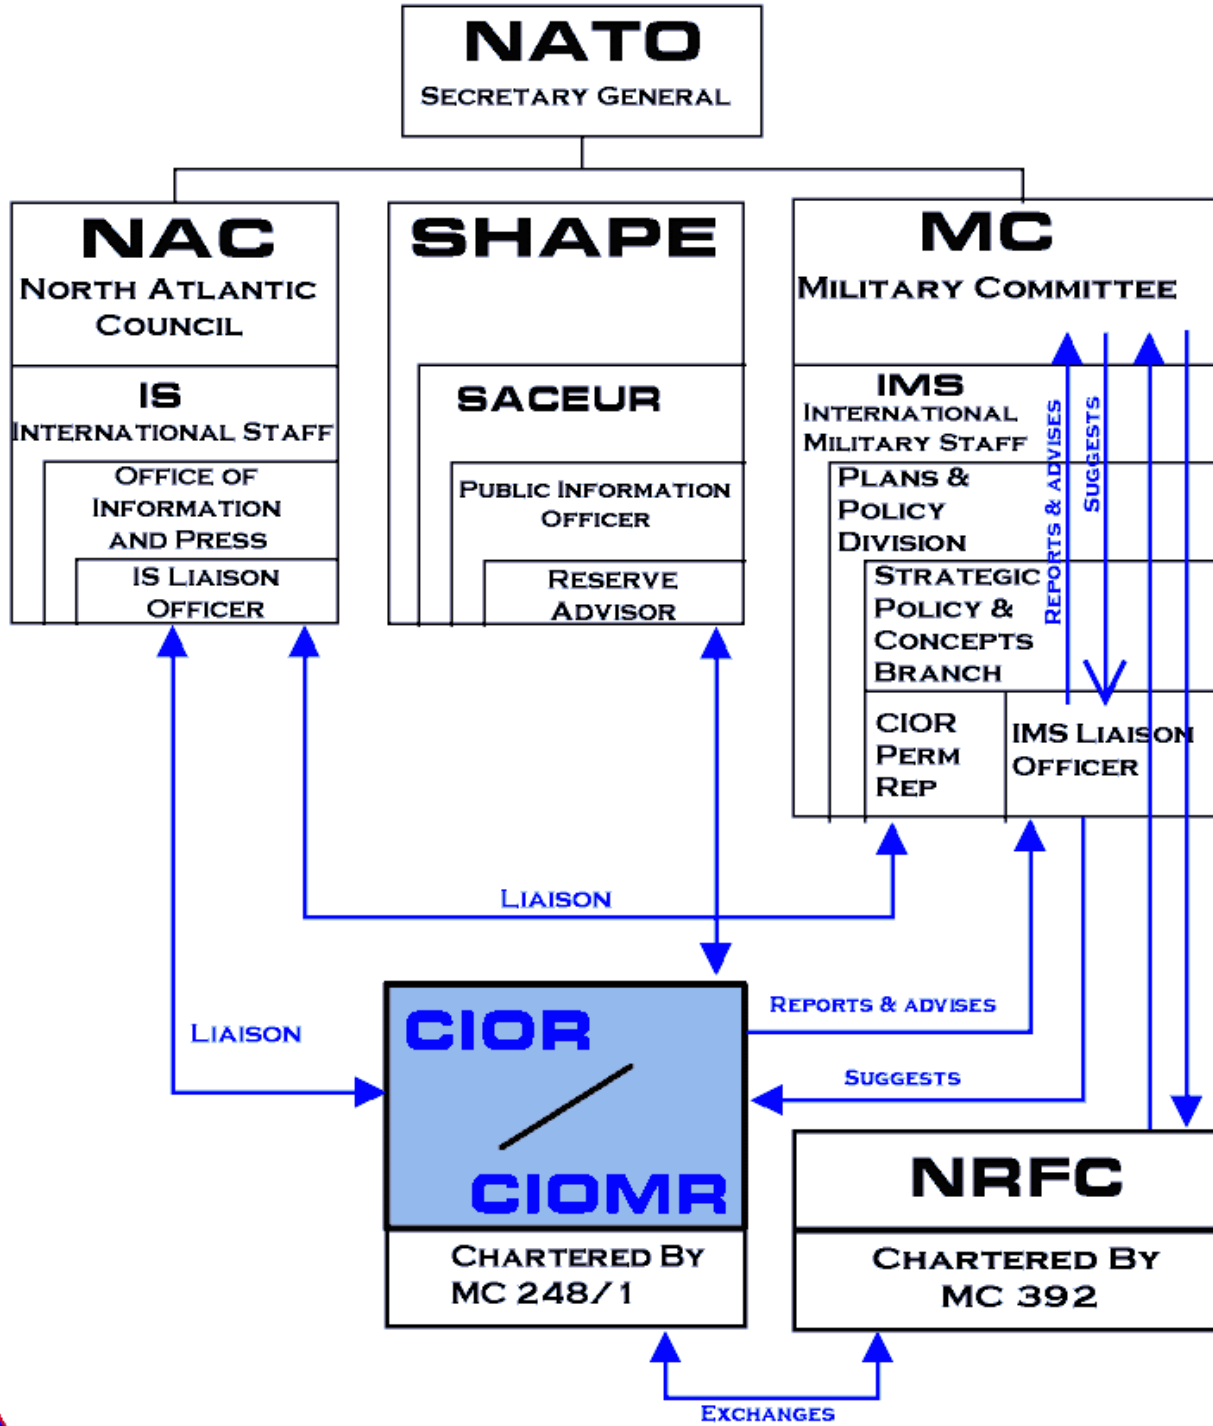 NATO
SECRETARY GENERAL
NAC
NORTH ATLANTIC
COUNCIL
IS
INTERNATIONAL STAFF
OFFICE OF
INFORMATION
AND PRESS
IS LIAISON
OFFICER
SHAPE
SACEUR
PUBLIC INFORMATION
OFFICER
RESERVE
ADVISOR
MC
MILITARY COMMITTEE
IMS
INTERNATIONAL
MILITARY STAFF
PLANS &
POLICY
DIVISION
STRATEGIC
POLICY &
CONCEPTS
BRANCH
CIOR
PERM
REP
IMS LIAISON
OFFICER
REPORTS & ADVISES
SUGGESTS
LIAISON
LIAISON
REPORTS & ADVISES
SUGGESTS
CIOR
CIOMR
CHARTERED BY
MC 248/1
NRFC
CHARTERED BY
MC 392
EXCHANGES